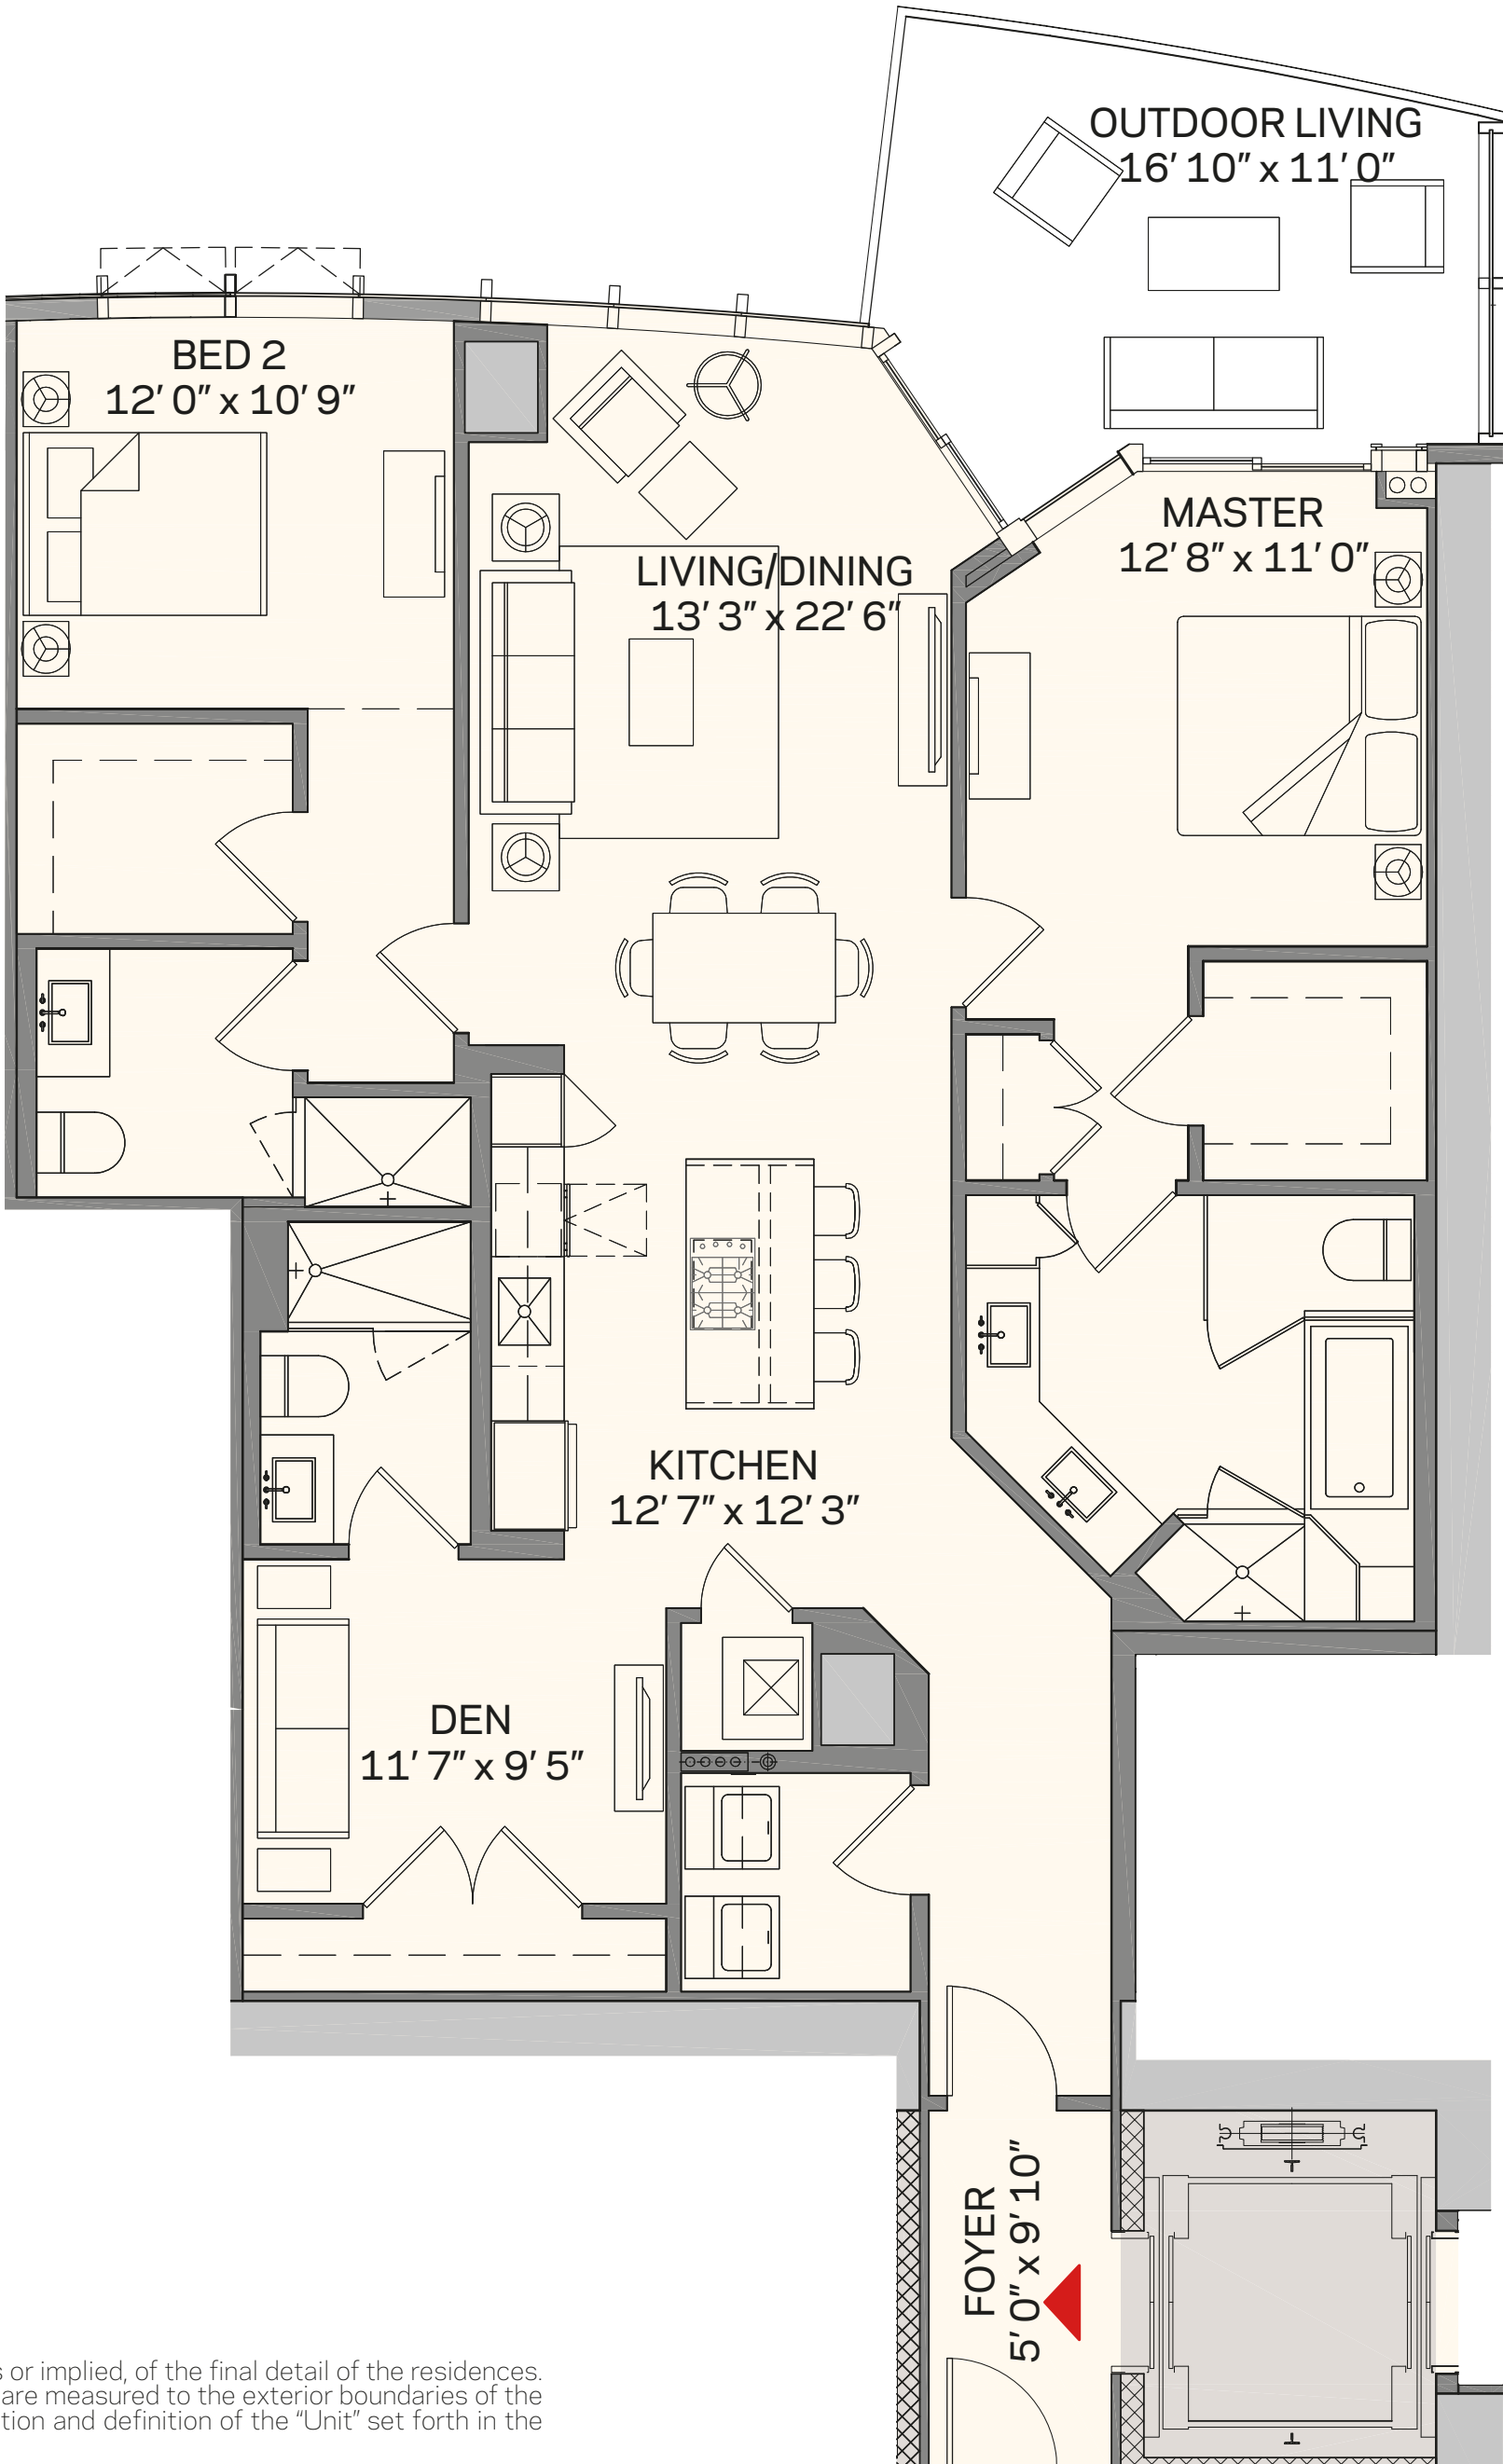 OUTDOOR LIVING
16′ 10″ x 11′ 0″
BED 2
12′ 0″ x 10′ 9″
MASTER
12′ 8″ x 11′ 0″
LIVING/DINING
13′ 3″ x 22′ 6″
KITCHEN
12′ 7″ x 12′ 3″
DEN
11′ 7″ x 9′ 5″
FOYER
5′ 0″ x 9′ 10″
or implied, of the final detail of the residences.
are measured to the exterior boundaries of the
tion and definition of the “Unit” set forth in the